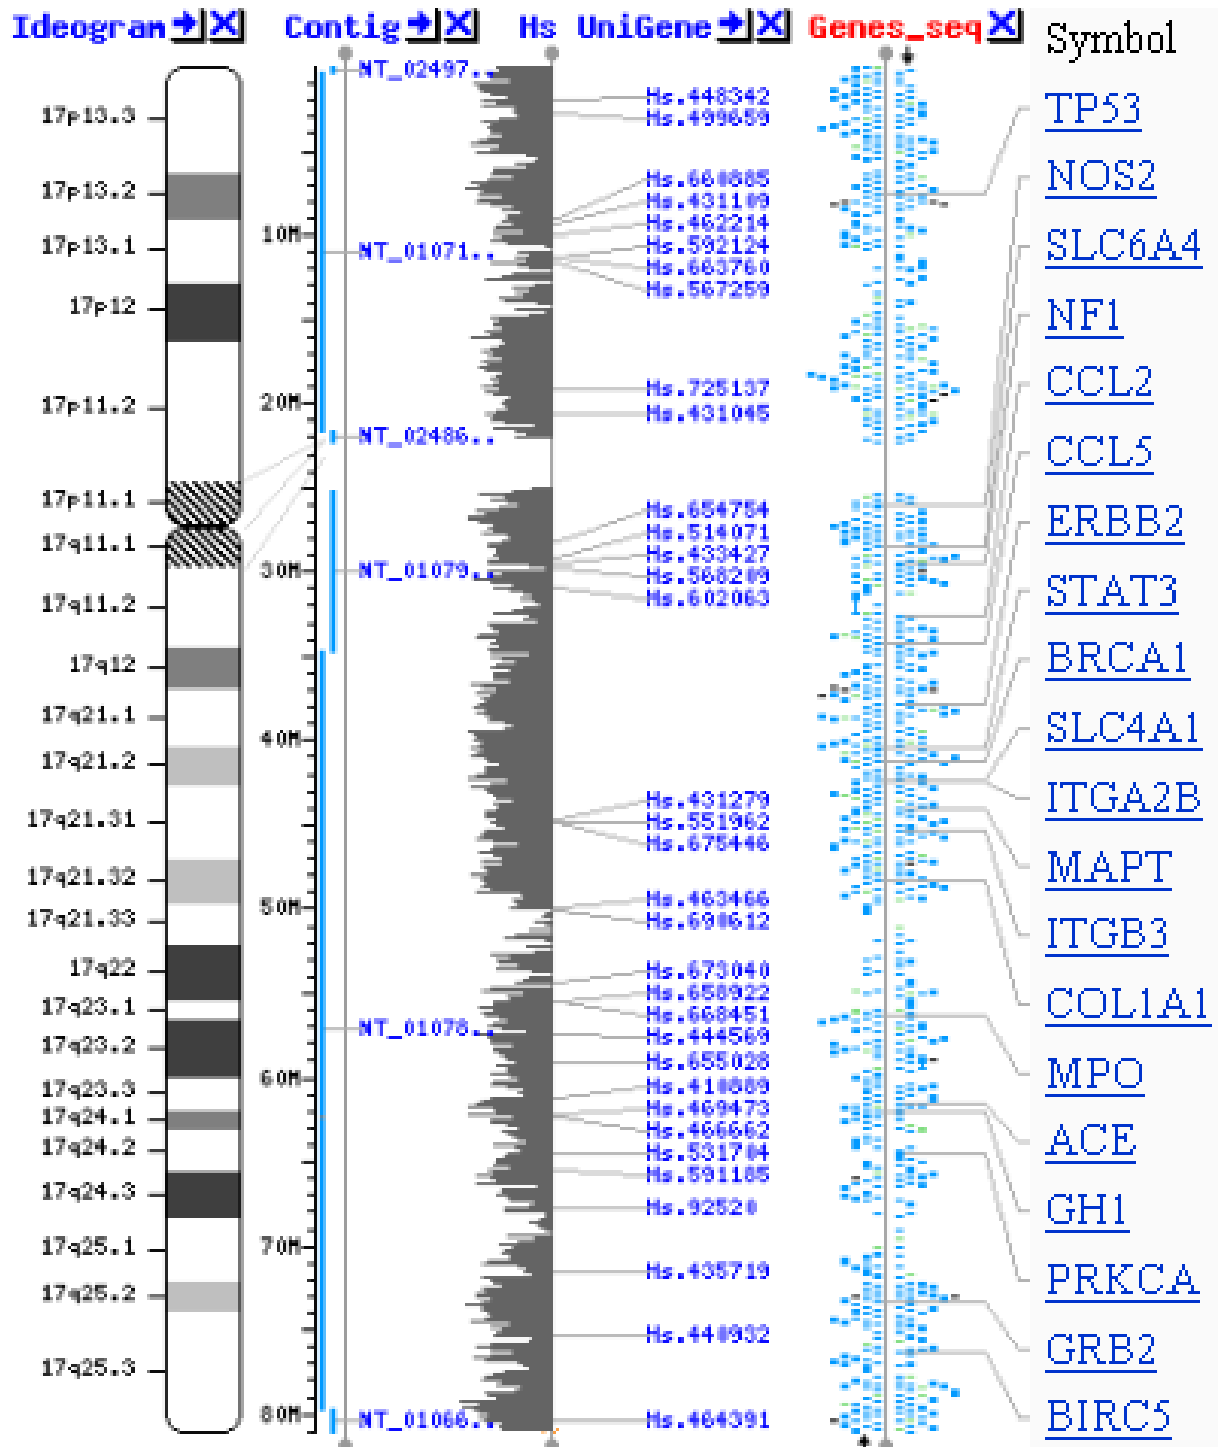 Ideogram Contig Hs UniGene Genes_seq Symbol
17p13.3
17p13.2
17p13.1
17p12
17p11.2
17p11.1
17q11.1
17q11.2
17q12
17q21.1
17q21.2
17q21.31
17q21.32
17q21.33
17q22
17q23.1
17q23.2
17q23.3
17q24.1
17q24.2
17q24.3
17q25.1
17q25.2
17q25.3
10M
20M
30M
40M
50M
60M
70M
80M
NT_02497..
NT_01071..
NT_02486..
NT_01079..
NT_01078..
NT_01066..
Hs.448342
Hs.499659
Hs.660885
Hs.431109
Hs.462214
Hs.592124
Hs.663760
Hs.567259
Hs.725137
Hs.431045
Hs.654754
Hs.514071
Hs.433427
Hs.568209
Hs.602063
Hs.431279
Hs.551962
Hs.675446
Hs.463466
Hs.690612
Hs.673040
Hs.658922
Hs.668451
Hs.444569
Hs.655028
Hs.410889
Hs.469473
Hs.466662
Hs.531704
Hs.591185
Hs.92520
Hs.435719
Hs.440932
Hs.464391
TP53
NOS2
SLC6A4
NF1
CCL2
CCL5
ERBB2
STAT3
BRCA1
SLC4A1
ITGA2B
MAPT
ITGB3
COL1A1
MPO
ACE
GH1
PRKCA
GRB2
BIRC5